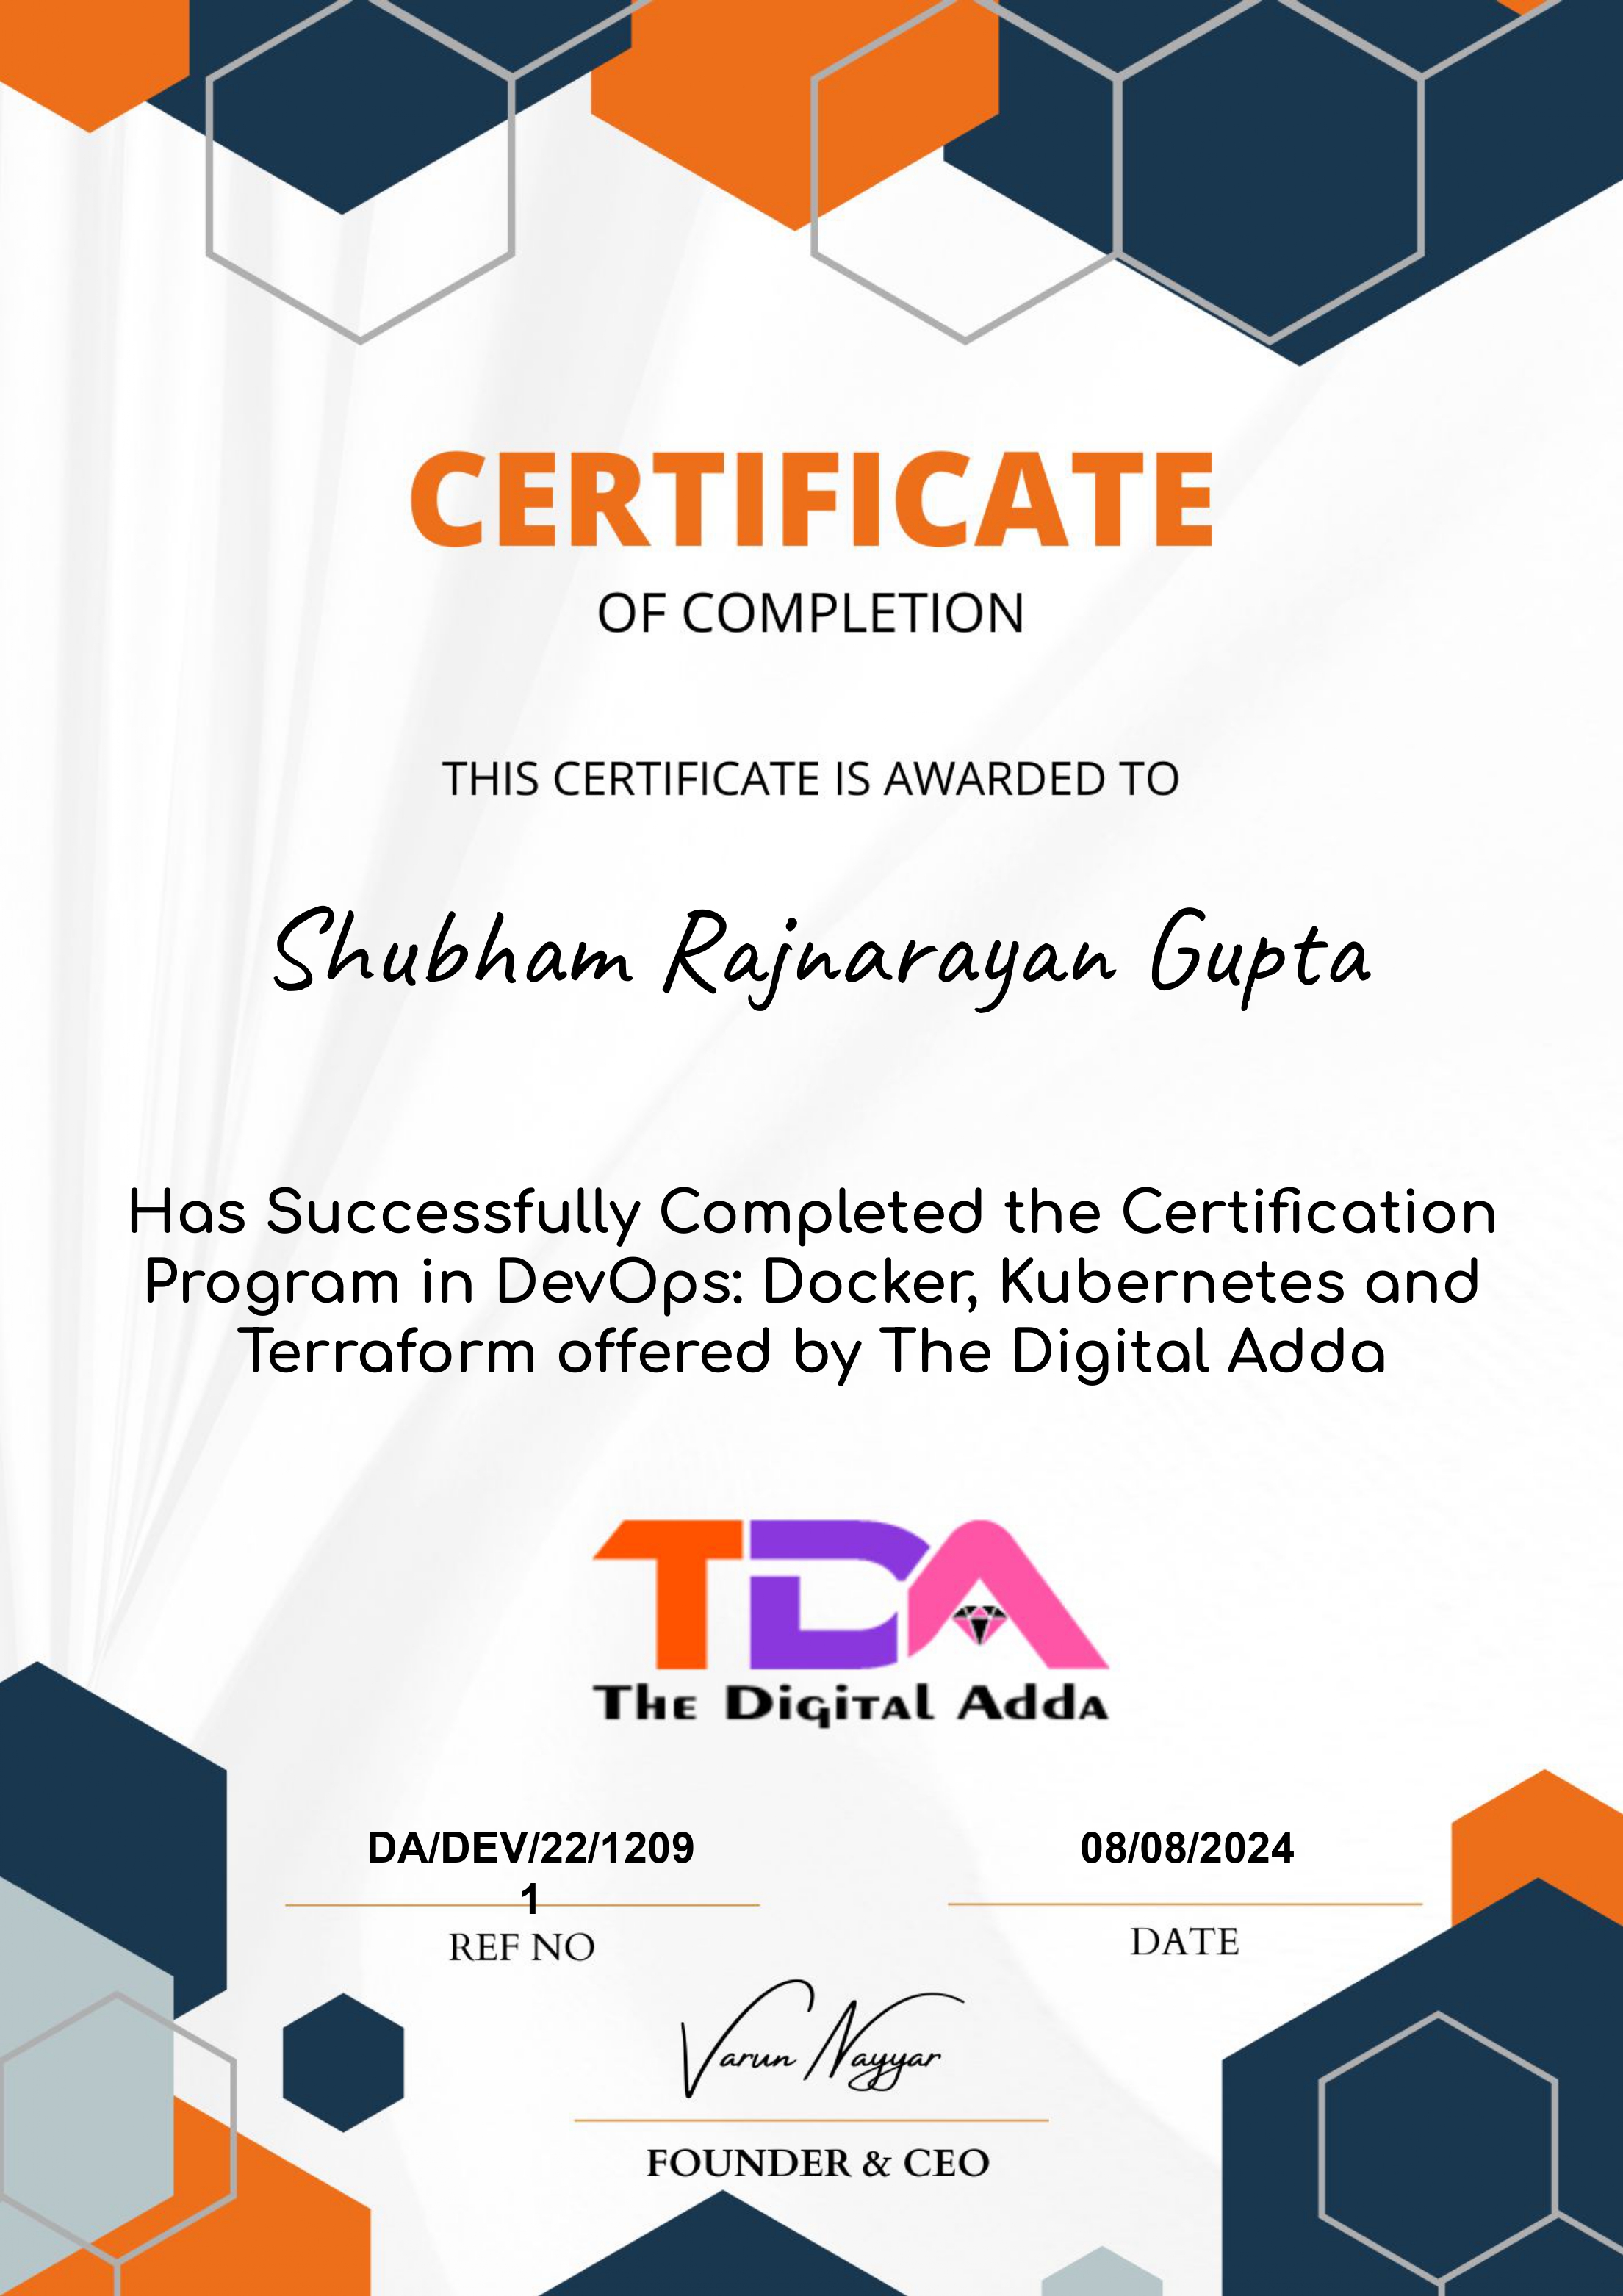 CERTIFICATE
OF COMPLETION
THIS CERTIFICATE IS AWARDED TO
Shubham Rajnarayan Gupta
Has Successfully Completed the Certification
Program in DevOps: Docker, Kubernetes and
Terraform offered by The Digital Adda
TDA
The Digital Adda
DA/DEV/22/1209
1
REF NO
08/08/2024
DATE
Varun Nayyar
FOUNDER & CEO